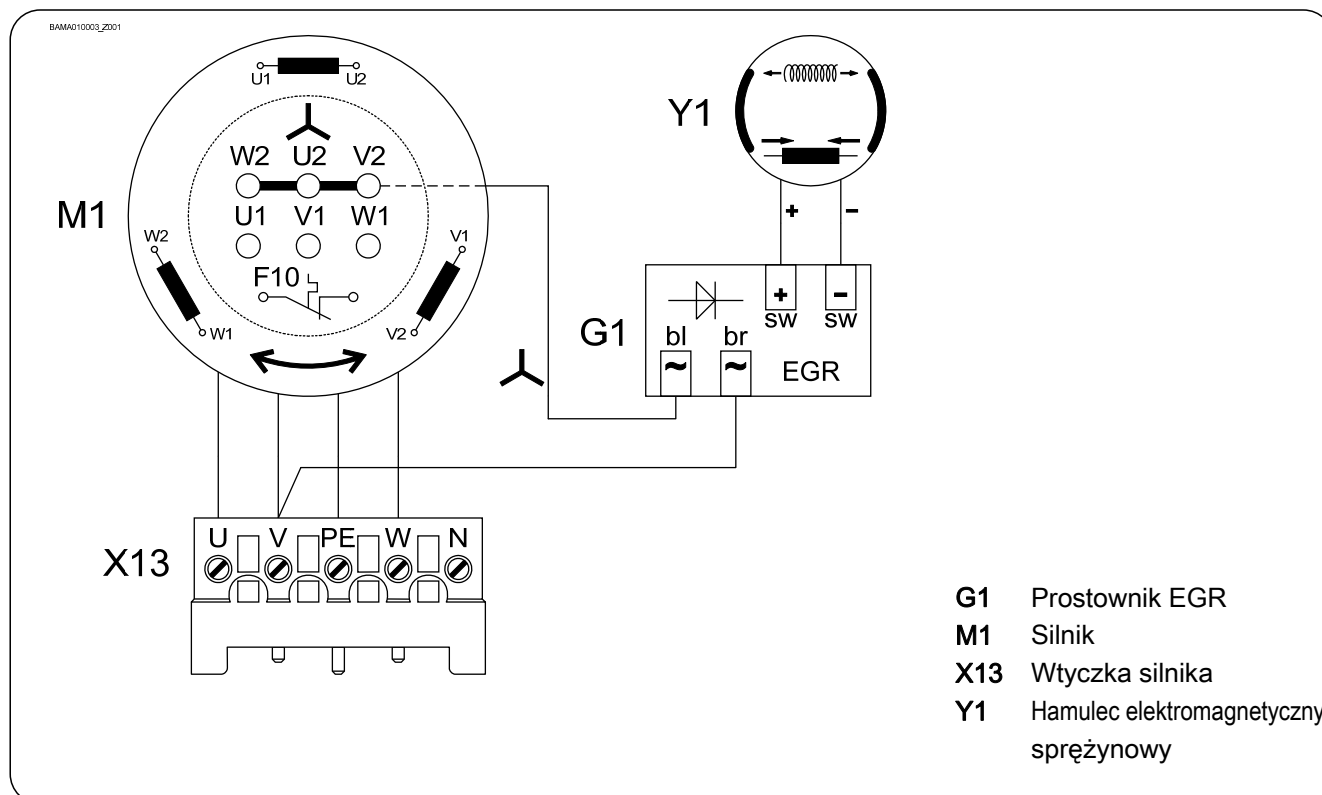 BAMA010003_Z001
U1 U2
W2 U2 V2
U1 V1 W1
M1
W2 V1
F10
W1 V2
Y1
+ -
+ -
sw sw
G1
bl br
~ ~
EGR
X13
U V PE W N
G1 Prostownik EGR
M1 Silnik
X13 Wtyczka silnika
Y1 Hamulec elektromagnetyczny
sprężynowy